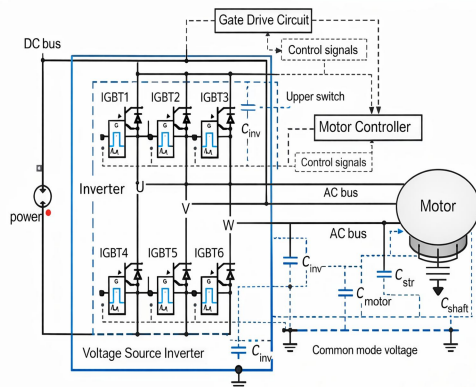 Gate Drive Circuit
DC bus
Control signals
IGBT1
IGBT2
IGBT3
Upper switch
G
G
G
Cinv
Motor Controller
Control signals
Inverter
U
AC bus
Motor
V
power
W
AC bus
IGBT4
IGBT5
IGBT6
Cinv
Cstr
G
G
G
Cmotor
Cshaft
Voltage Source Inverter
Cinv
Common mode voltage